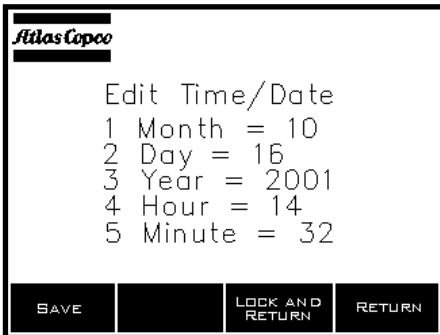 Atlas Copco
Edit Time/Date
1 Month = 10
2 Day = 16
3 Year = 2001
4 Hour = 14
5 Minute = 32
SAVE
LOCK AND
RETURN
RETURN